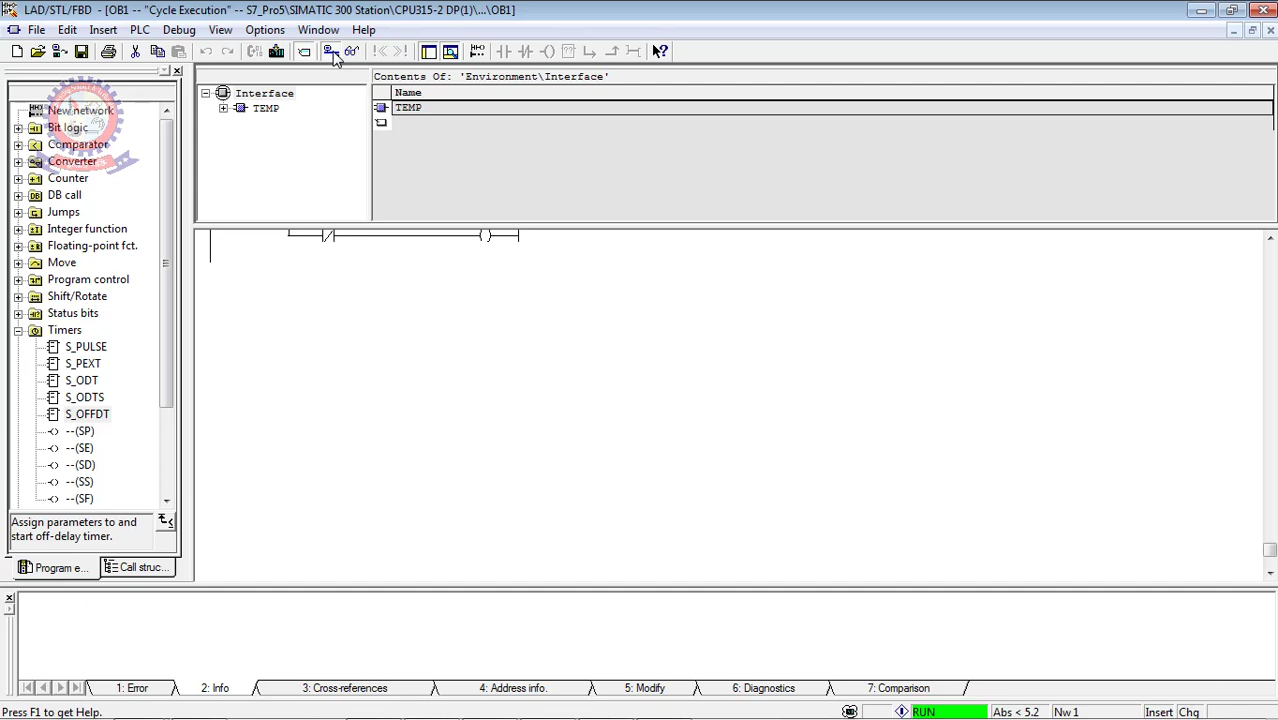 LAD/STL/FBD - [OB1 -- "Cycle Execution" -- S7_Pro5\SIMATIC 300 Station\CPU315-2 DP(1)\...\OB1]
File Edit Insert PLC Debug View Options Window Help
Contents Of: 'Environment\Interface'
Interface
TEMP
Name
TEMP
New network
Bit logic
Comparator
Converter
Counter
DB call
Jumps
Integer function
Floating-point fct.
Move
Program control
Shift/Rotate
Status bits
Timers
S_PULSE
S_PEXT
S_ODT
S_ODTS
S_OFFDT
--(SP)
--(SE)
--(SD)
--(SS)
--(SF)
Assign parameters to and
start off-delay timer.
Program e... Call struc...
1: Error 2: Info 3: Cross-references 4: Address info. 5: Modify 6: Diagnostics 7: Comparison
Press F1 to get Help. RUN Abs < 5.2 Nw 1 Insert Chg